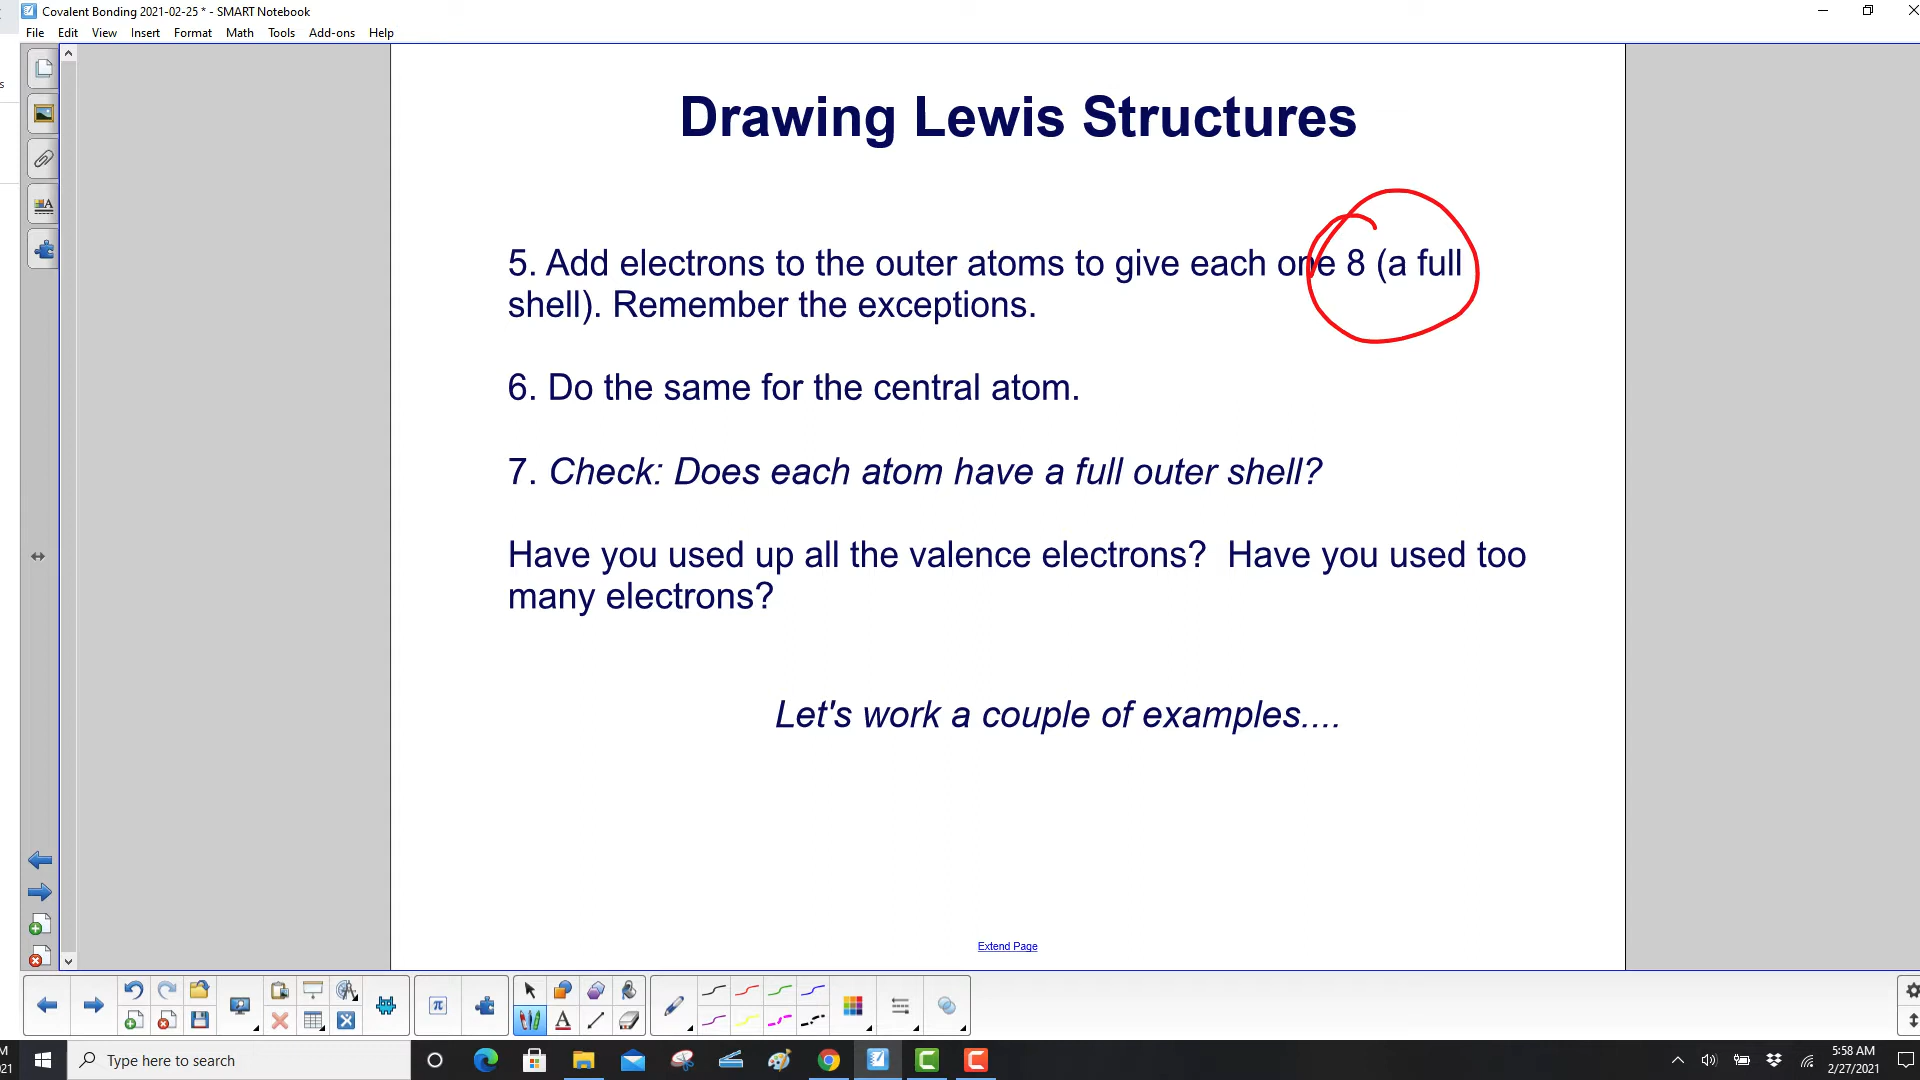 Covalent Bonding 2021-02-25 * - SMART Notebook
File Edit View Insert Format Math Tools Add-ons Help
Drawing Lewis Structures
5. Add electrons to the outer atoms to give each one 8 (a full
shell). Remember the exceptions.
6. Do the same for the central atom.
7. Check: Does each atom have a full outer shell?
Have you used up all the valence electrons? Have you used too
many electrons?
Let's work a couple of examples....
Extend Page
Type here to search
5:58 AM
2/27/2021